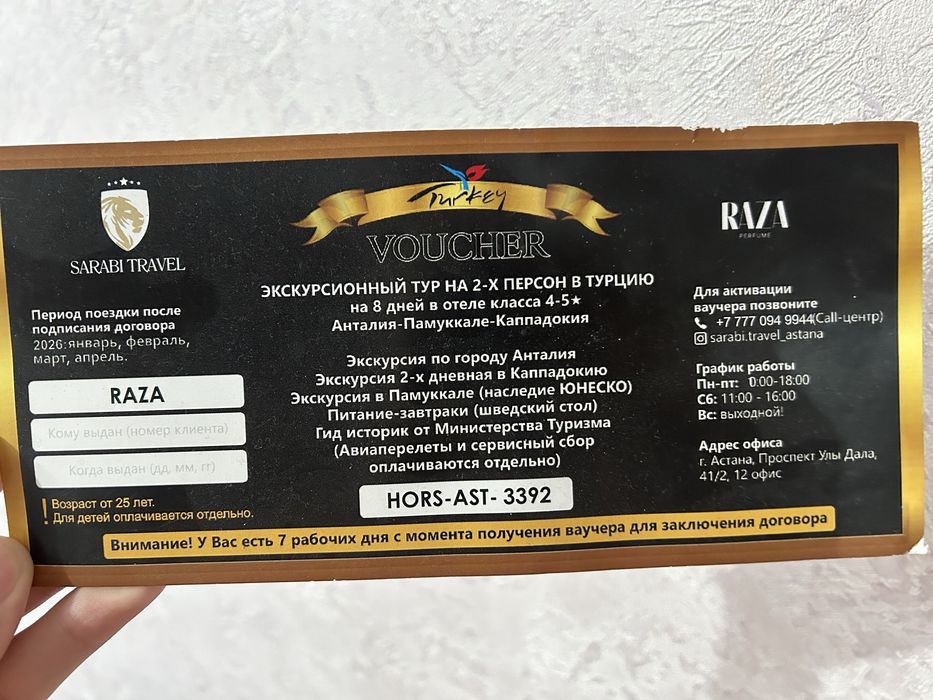 SARABI TRAVEL
Период поездки после
подписания договора
2026:январь, февраль,
март, апрель.
RAZA
Кому выдан (номер клиента)
Когда выдан (дд, мм, гг)
! Возраст от 25 лет.
Для детей оплачивается отдельно.
Turkey
VOUCHER
ЭКСКУРСИОННЫЙ ТУР НА 2-Х ПЕРСОН В ТУРЦИЮ
на 8 дней в отеле класса 4-5★
Анталия-Памуккале-Каппадокия
Экскурсия по городу Анталия
Экскурсия 2-х дневная в Каппадокию
Экскурсия в Памуккале (наследие ЮНЕСКО)
Питание-завтраки (шведский стол)
Гид историк от Министерства Туризма
(Авиаперелеты и сервисный сбор
оплачиваются отдельно)
HORS-AST- 3392
RAZA
PERFUME
Для активации
ваучера позвоните
+7 777 094 9944(Call-центр)
sarabi.travel_astana
График работы
Пн-пт: 0:00-18:00
Сб: 11:00 - 16:00
Вс: выходной!
Адрес офиса
г. Астана, Проспект Улы Дала,
41/2, 12 офис
Внимание! У Вас есть 7 рабочих дня с момента получения ваучера для заключения договора